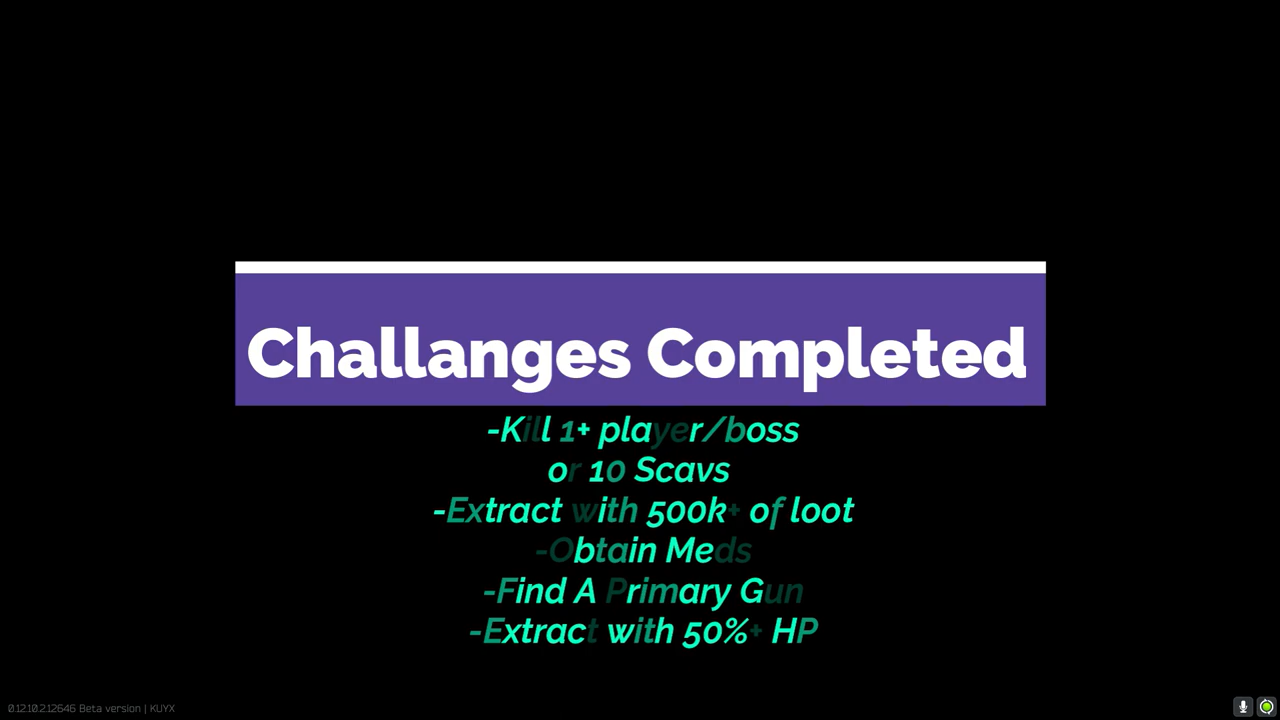 Challanges Completed
-Kill 1+ player/boss
or 10 Scavs
-Extract with 500k+ of loot
-Obtain Meds
-Find A Primary Gun
-Extract with 50%+ HP
0.12.10.2.12646 Beta version | KUYX